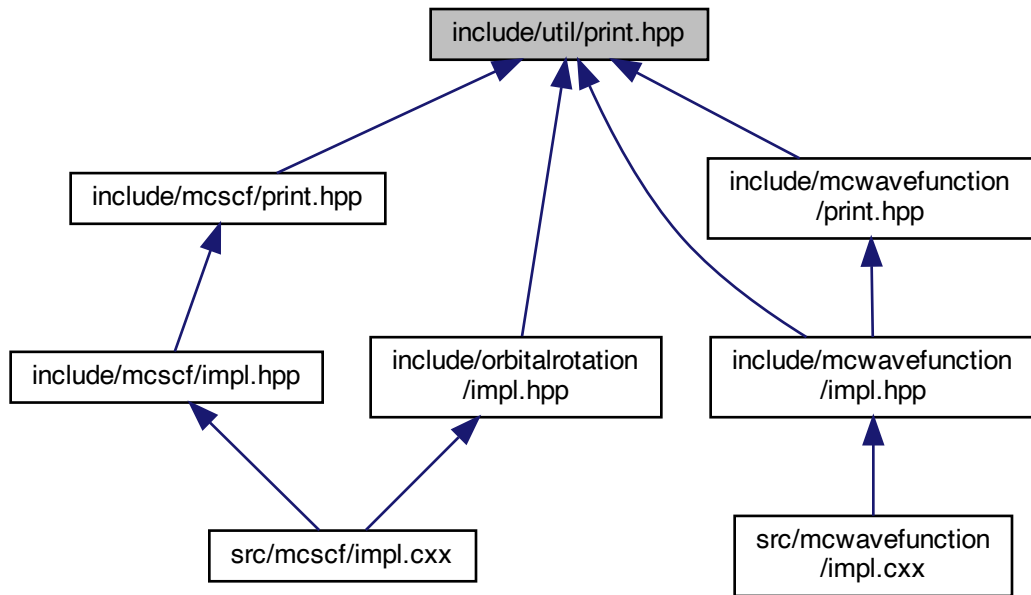 include/util/print.hpp
include/mcscf/print.hpp
include/mcwavefunction
/print.hpp
include/mcscf/impl.hpp
include/orbitalrotation
/impl.hpp
include/mcwavefunction
/impl.hpp
src/mcscf/impl.cxx
src/mcwavefunction
/impl.cxx